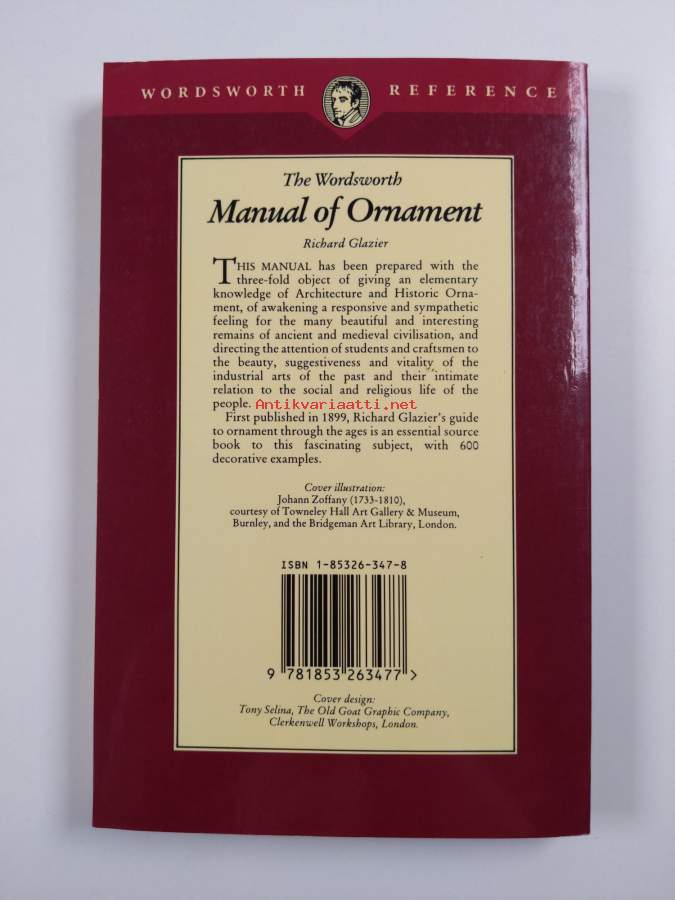 WORDSWORTH REFERENCE
The Wordsworth
Manual of Ornament
Richard Glazier
THIS MANUAL has been prepared with the
three-fold object of giving an elementary
knowledge of Architecture and Historic Orna-
ment, of awakening a responsive and sympathetic
feeling for the many beautiful and interesting
remains of ancient and medieval civilisation, and
directing the attention of students and craftsmen to
the beauty, suggestiveness and vitality of the
industrial arts of the past and their intimate
relation to the social and religious life of the
people.
Antikvariaatti.net
First published in 1899, Richard Glazier's guide
to ornament through the ages is an essential source
book to this fascinating subject, with 600
decorative examples.
Cover illustration:
Johann Zoffany (1733-1810),
courtesy of Towneley Hall Art Gallery & Museum,
Burnley, and the Bridgeman Art Library, London.
ISBN 1-85326-347-8
9 781853 263477 >
Cover design:
Tony Selina, The Old Goat Graphic Company,
Clerkenwell Workshops, London.